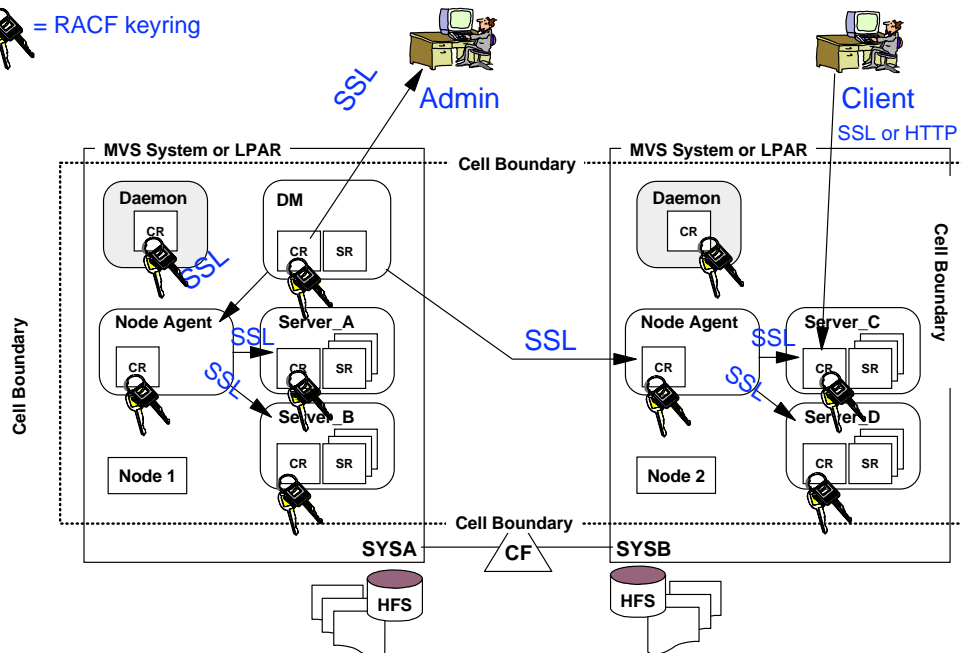 = RACF keyring
SSL
Admin
Client
SSL or HTTP
MVS System or LPAR
Cell Boundary
MVS System or LPAR
Daemon
CR
DM
CR
SR
Daemon
CR
Cell Boundary
SSL
Node Agent
CR
SSL
Server_A
CR
SR
SSL
Node Agent
CR
SSL
Server_C
CR
SR
Cell Boundary
SSL
Server_B
CR
SR
SSL
Server_D
CR
SR
Node 1
Node 2
Cell Boundary
SYSA
CF
SYSB
HFS
HFS